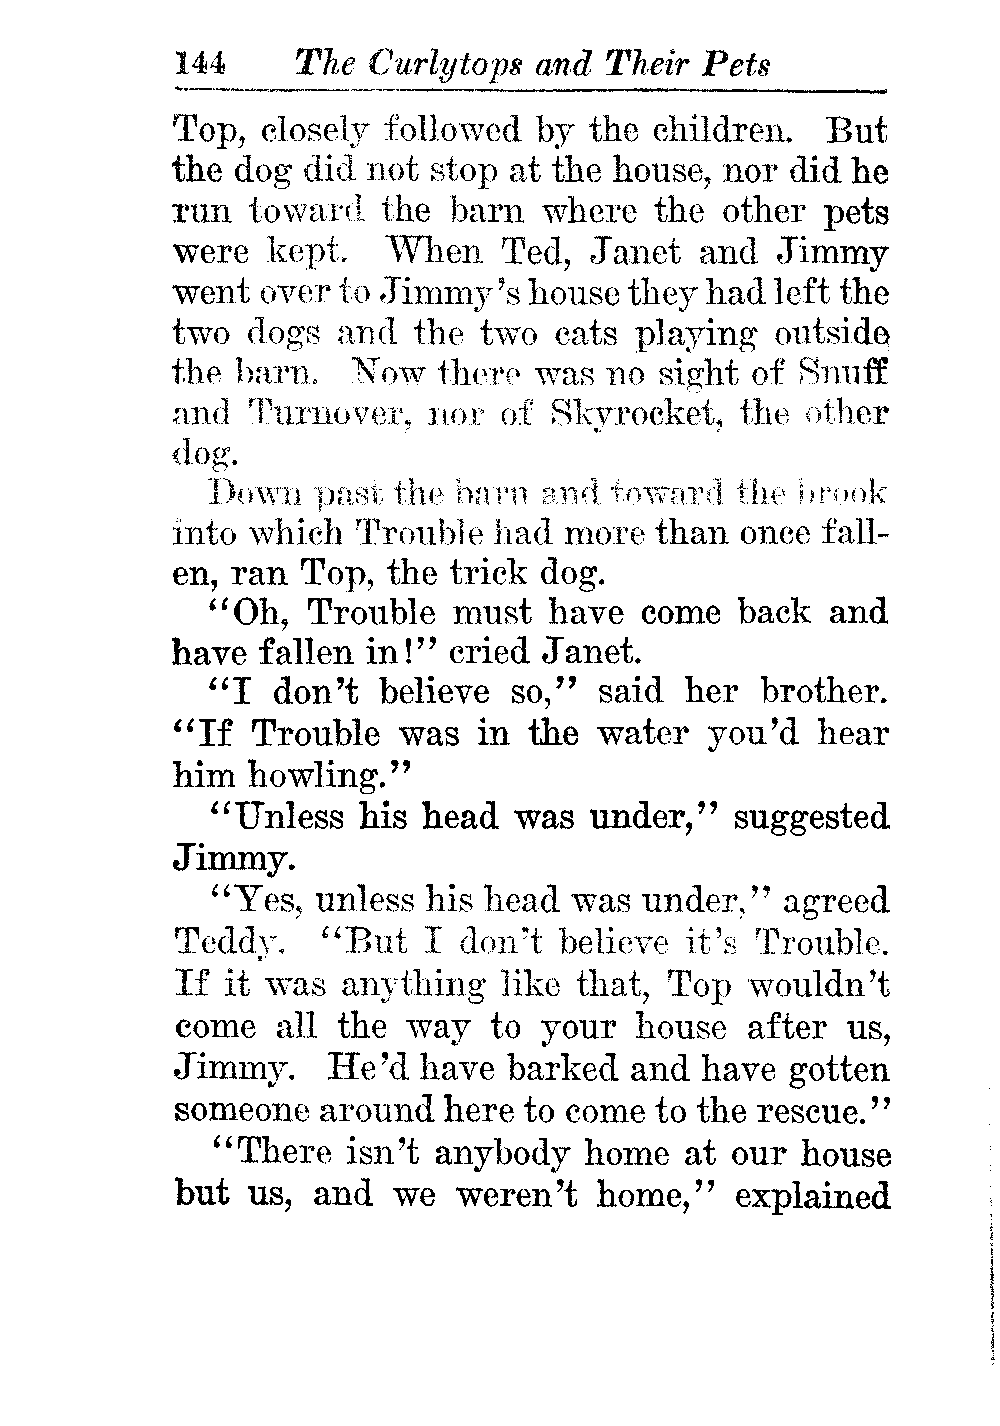 144 The Curlytops and Their Pets
Top, closely followed by the children. But
the dog did not stop at the house, nor did he
run toward the barn where the other pets
were kept. When Ted, Janet and Jimmy
went over to Jimmy's house they had left the
two dogs and the two cats playing outside
the barn. Now there was no sight of Snuff
and Turnover, nor of Skyrocket, the other
dog.
Down past the barn and toward the brook
into which Trouble had more than once fall-
en, ran Top, the trick dog.
"Oh, Trouble must have come back and
have fallen in!" cried Janet.
"I don't believe so," said her brother.
"If Trouble was in the water you'd hear
him howling."
"Unless his head was under," suggested
Jimmy.
"Yes, unless his head was under," agreed
Teddy. "But I don't believe it's Trouble.
If it was anything like that, Top wouldn't
come all the way to your house after us,
Jimmy. He'd have barked and have gotten
someone around here to come to the rescue."
"There isn't anybody home at our house
but us, and we weren't home," explained